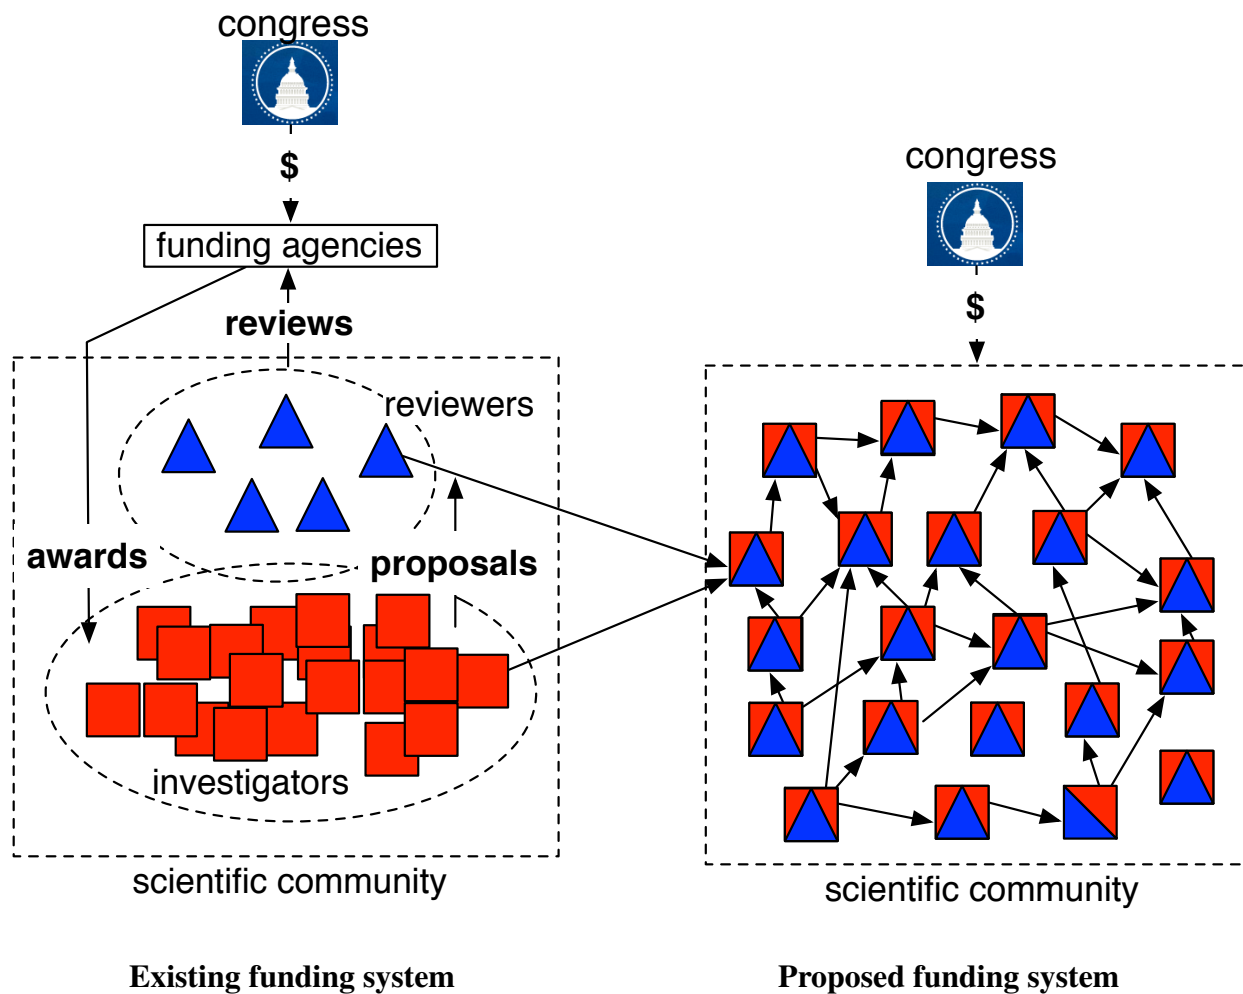 congress
$
funding agencies
reviews
reviewers
awards
proposals
investigators
scientific community
Existing funding system
congress
$
scientific community
Proposed funding system